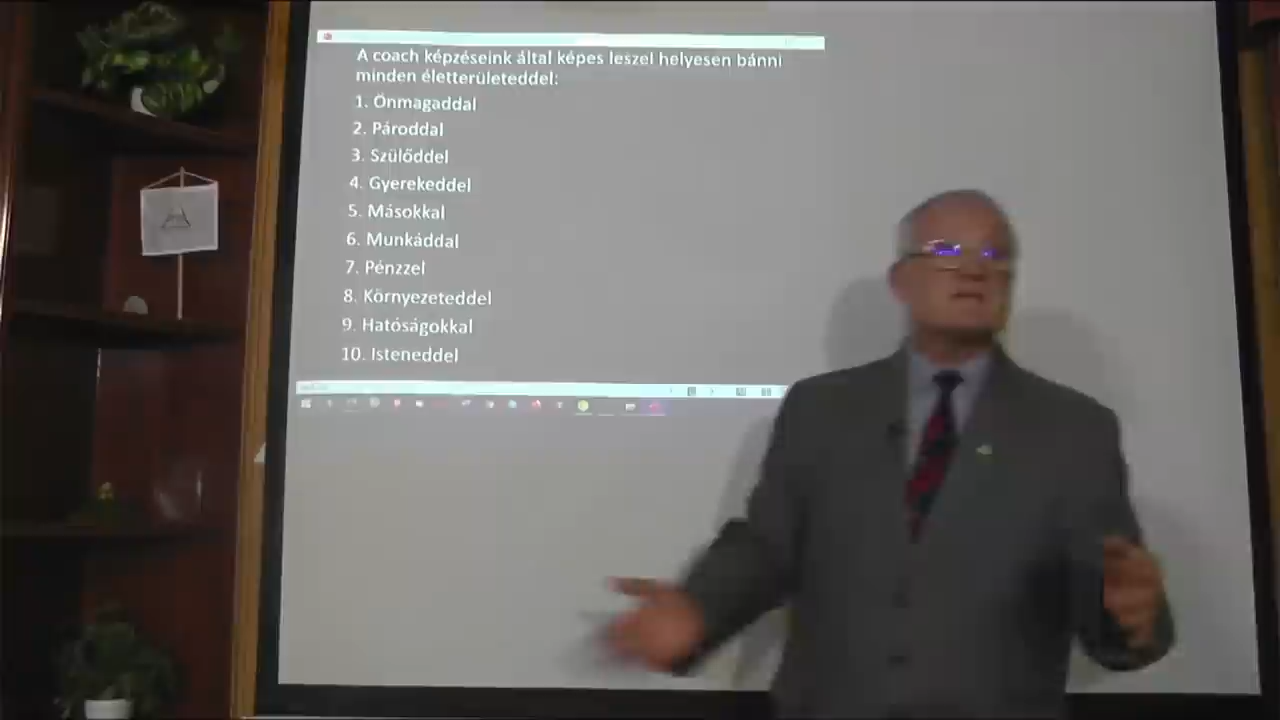 A coach képzéseink által képes leszel helyesen bánni
minden életterületeddel:
1. Önmagaddal
2. Pároddal
3. Szülőddel
4. Gyerekeddel
5. Másokkal
6. Munkáddal
7. Pénzzel
8. Környezeteddel
9. Hatóságokkal
10. Isteneddel